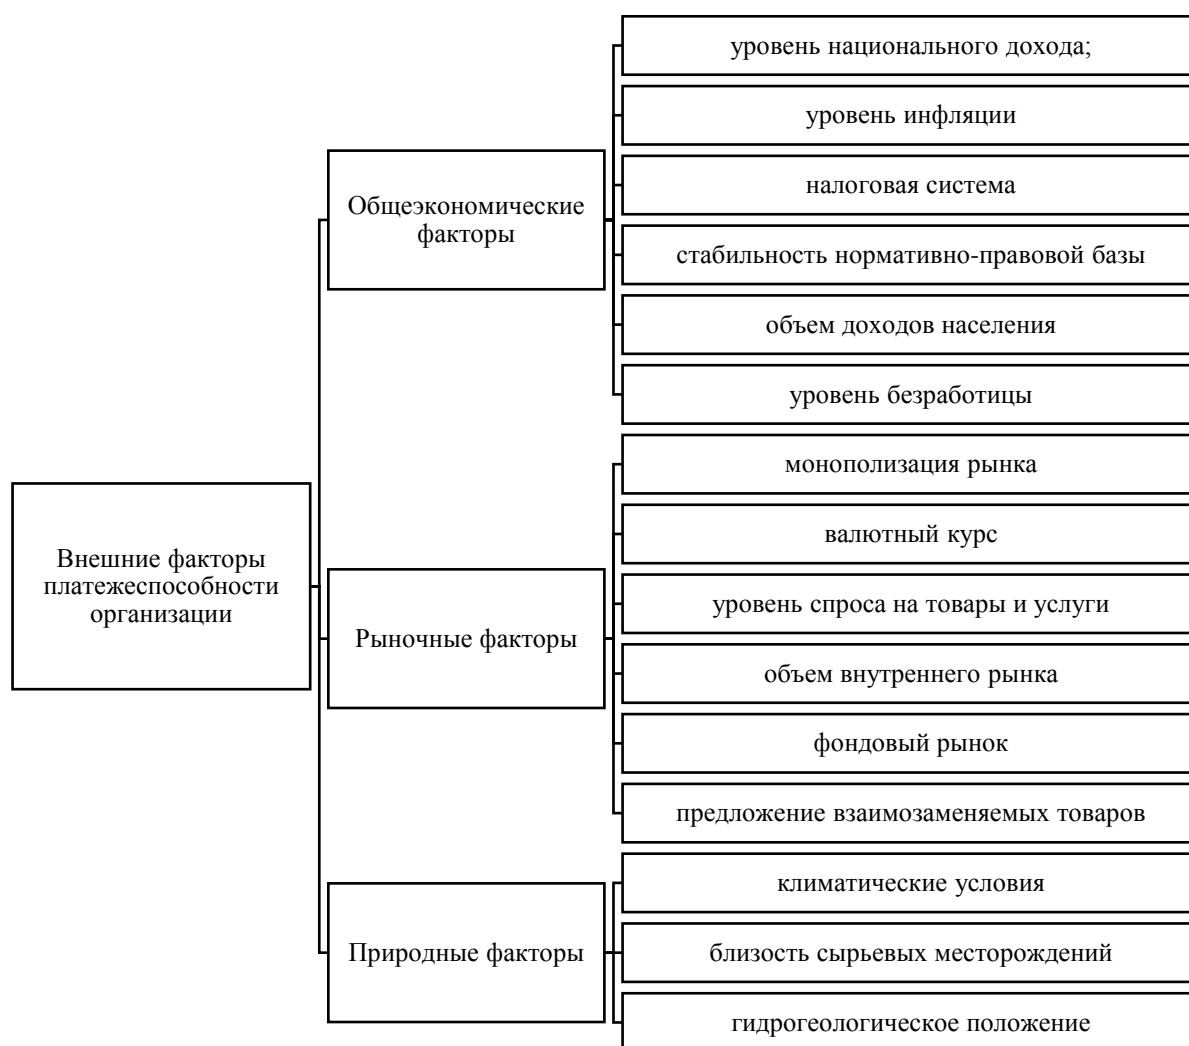 Внешние факторы
платежеспособности
организации
Общеэкономические
факторы
уровень национального дохода;
уровень инфляции
налоговая система
стабильность нормативно-правовой базы
объем доходов населения
уровень безработицы
Рыночные факторы
монополизация рынка
валютный курс
уровень спроса на товары и услуги
объем внутреннего рынка
фондовый рынок
предложение взаимозаменяемых товаров
Природные факторы
климатические условия
близость сырьевых месторождений
гидрогеологическое положение